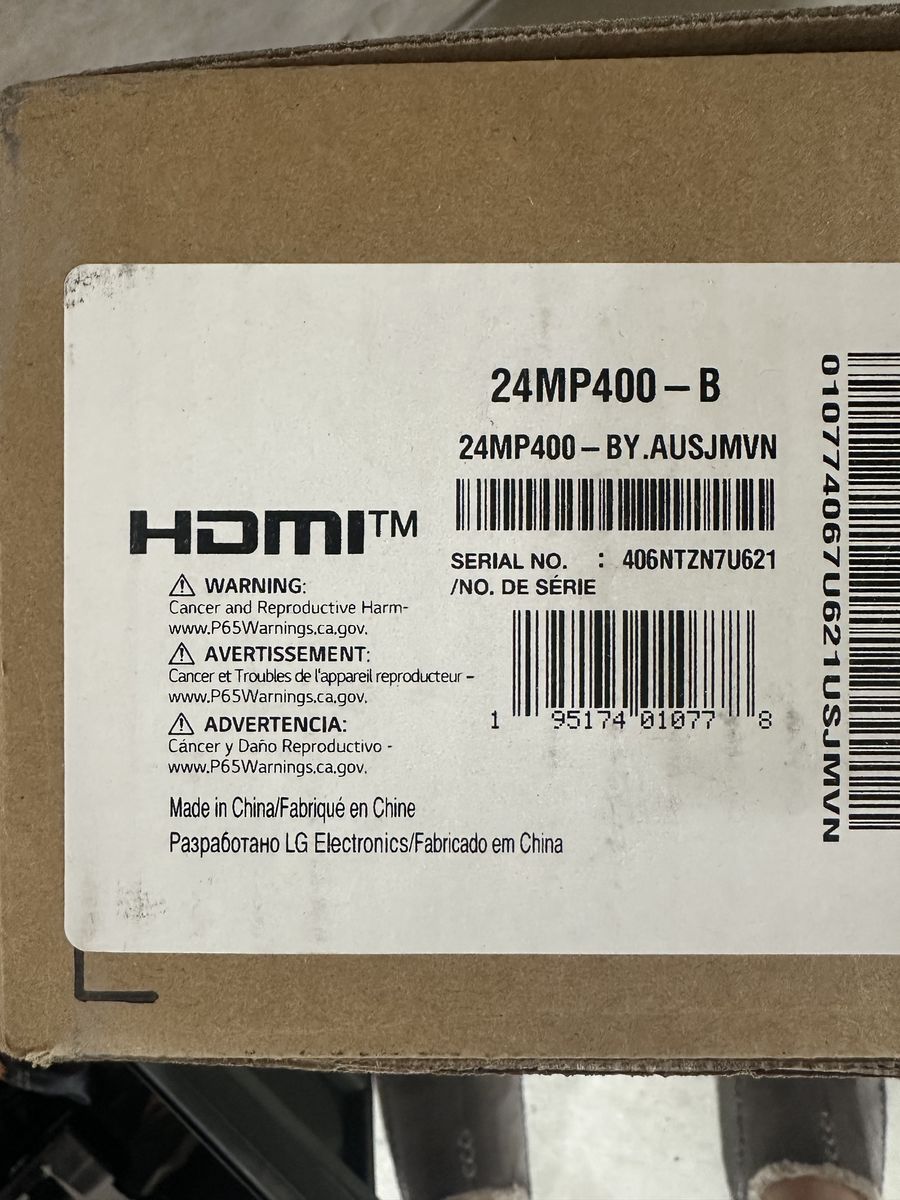 24MP400-B
24MP400-BY.AUSJMVN
HDMI™
SERIAL NO. : 406NTZN7U621
/NO. DE SÉRIE
⚠ WARNING:
Cancer and Reproductive Harm-
www.P65Warnings.ca.gov.
⚠ AVERTISSEMENT:
Cancer et Troubles de l'appareil reproducteur –
www.P65Warnings.ca.gov.
⚠ ADVERTENCIA:
Cáncer y Daño Reproductivo -
www.P65Warnings.ca.gov.
1 95174 01077 8
Made in China/Fabriqué en Chine
Разработано LG Electronics/Fabricado em China
010774067U621USJMVN